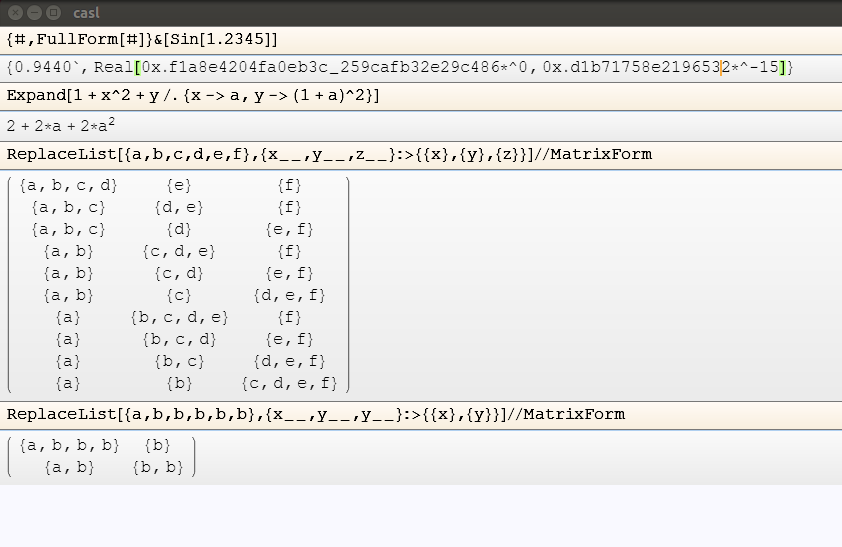 casl
{#,FullForm[#]}&[Sin[1.2345]]
{0.9440`, Real[0x.f1a8e4204fa0eb3c_259cafb32e29c486*^0, 0x.d1b71758e2196532*^-15]}
Expand[1 + x^2 + y /. {x -> a, y -> (1 + a)^2}]
2 + 2*a + 2*a²
ReplaceList[{a,b,c,d,e,f},{x__,y__,z__}:>{{x},{y},{z}}]//MatrixForm
{a, b, c, d} {e} {f}
{a, b, c} {d, e} {f}
{a, b, c} {d} {e, f}
{a, b} {c, d, e} {f}
{a, b} {c, d} {e, f}
{a, b} {c} {d, e, f}
{a} {b, c, d, e} {f}
{a} {b, c, d} {e, f}
{a} {b, c} {d, e, f}
{a} {b} {c, d, e, f}
ReplaceList[{a,b,b,b,b,b},{x__,y__,y__}:>{{x},{y}}]//MatrixForm
{a, b, b, b} {b}
{a, b} {b, b}